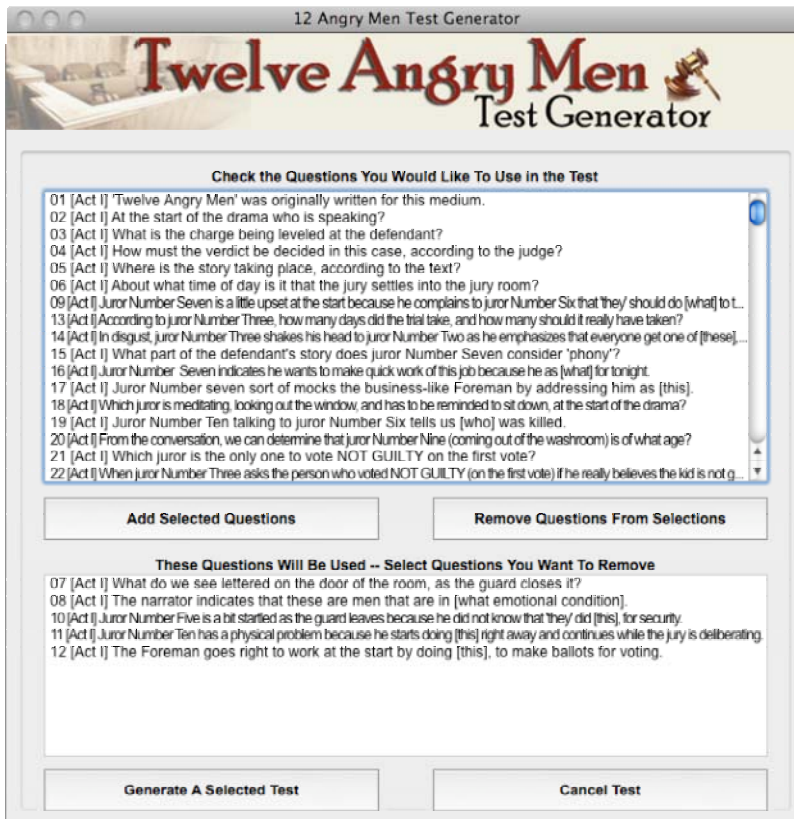 12 Angry Men Test Generator
Twelve Angry Men
Test Generator
Check the Questions You Would Like To Use in the Test
01 [Act I] 'Twelve Angry Men' was originally written for this medium.
02 [Act I] At the start of the drama who is speaking?
03 [Act I] What is the charge being leveled at the defendant?
04 [Act I] How must the verdict be decided in this case, according to the judge?
05 [Act I] Where is the story taking place, according to the text?
06 [Act I] About what time of day is it that the jury settles into the jury room?
09 [Act I] Juror Number Seven is a little upset at the start because he complains to juror Number Six that 'they' should do [what] to t...
13 [Act I] According to juror Number Three, how many days did the trial take, and how many should it really have taken?
14 [Act I] In disgust, juror Number Three shakes his head to juror Number Two as he emphasizes that everyone get one of [these],...
15 [Act I] What part of the defendant's story does juror Number Seven consider 'phony'?
16 [Act I] Juror Number Seven indicates he wants to make quick work of this job because he as [what] for tonight.
17 [Act I] Juror Number seven sort of mocks the business-like Foreman by addressing him as [this].
18 [Act I] Which juror is meditating, looking out the window, and has to be reminded to sit down, at the start of the drama?
19 [Act I] Juror Number Ten talking to juror Number Six tells us [who] was killed.
20 [Act I] From the conversation, we can determine that juror Number Nine (coming out of the washroom) is of what age?
21 [Act I] Which juror is the only one to vote NOT GUILTY on the first vote?
22 [Act I] When juror Number Three asks the person who voted NOT GUILTY (on the first vote) if he really believes the kid is not g...
Add Selected Questions
Remove Questions From Selections
These Questions Will Be Used -- Select Questions You Want To Remove
07 [Act I] What do we see lettered on the door of the room, as the guard closes it?
08 [Act I] The narrator indicates that these are men that are in [what emotional condition].
10 [Act I] Juror Number Five is a bit startled as the guard leaves because he did not know that 'they' did [this], for security.
11 [Act I] Juror Number Ten has a physical problem because he starts doing [this] right away and continues while the jury is deliberating.
12 [Act I] The Foreman goes right to work at the start by doing [this], to make ballots for voting.
Generate A Selected Test
Cancel Test